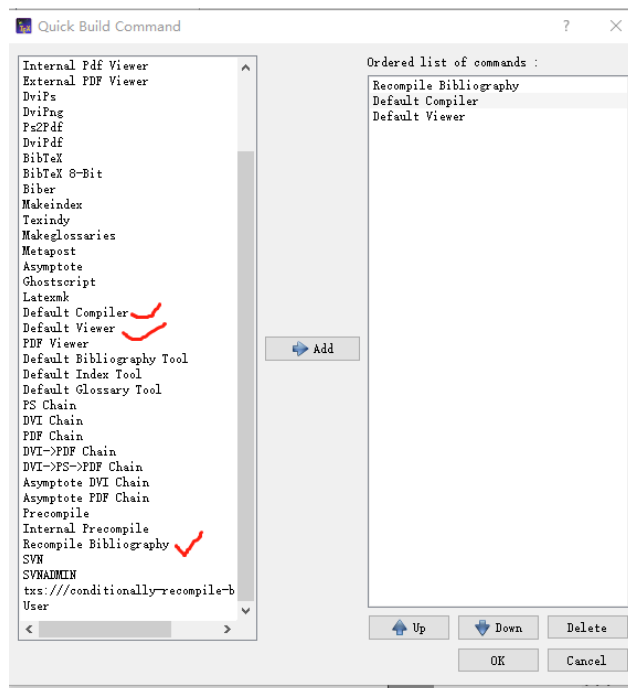 Quick Build Command
Ordered list of commands :
Internal Pdf Viewer
External PDF Viewer
DviPs
DviPng
Ps2Pdf
DviPdf
BibTeX
BibTeX 8-Bit
Biber
Makeindex
Texindy
Makeglossaries
Metapost
Asymptote
Ghostscript
Latexmk
Default Compiler
Default Viewer
PDF Viewer
Default Bibliography Tool
Default Index Tool
Default Glossary Tool
PS Chain
DVI Chain
PDF Chain
DVI->PDF Chain
DVI->PS->PDF Chain
Asymptote DVI Chain
Asymptote PDF Chain
Precompile
Internal Precompile
Recompile Bibliography
SVN
SVNADMIN
txs:///conditionally-recompile-b
User
Add
Recompile Bibliography
Default Compiler
Default Viewer
Up
Down
Delete
OK
Cancel